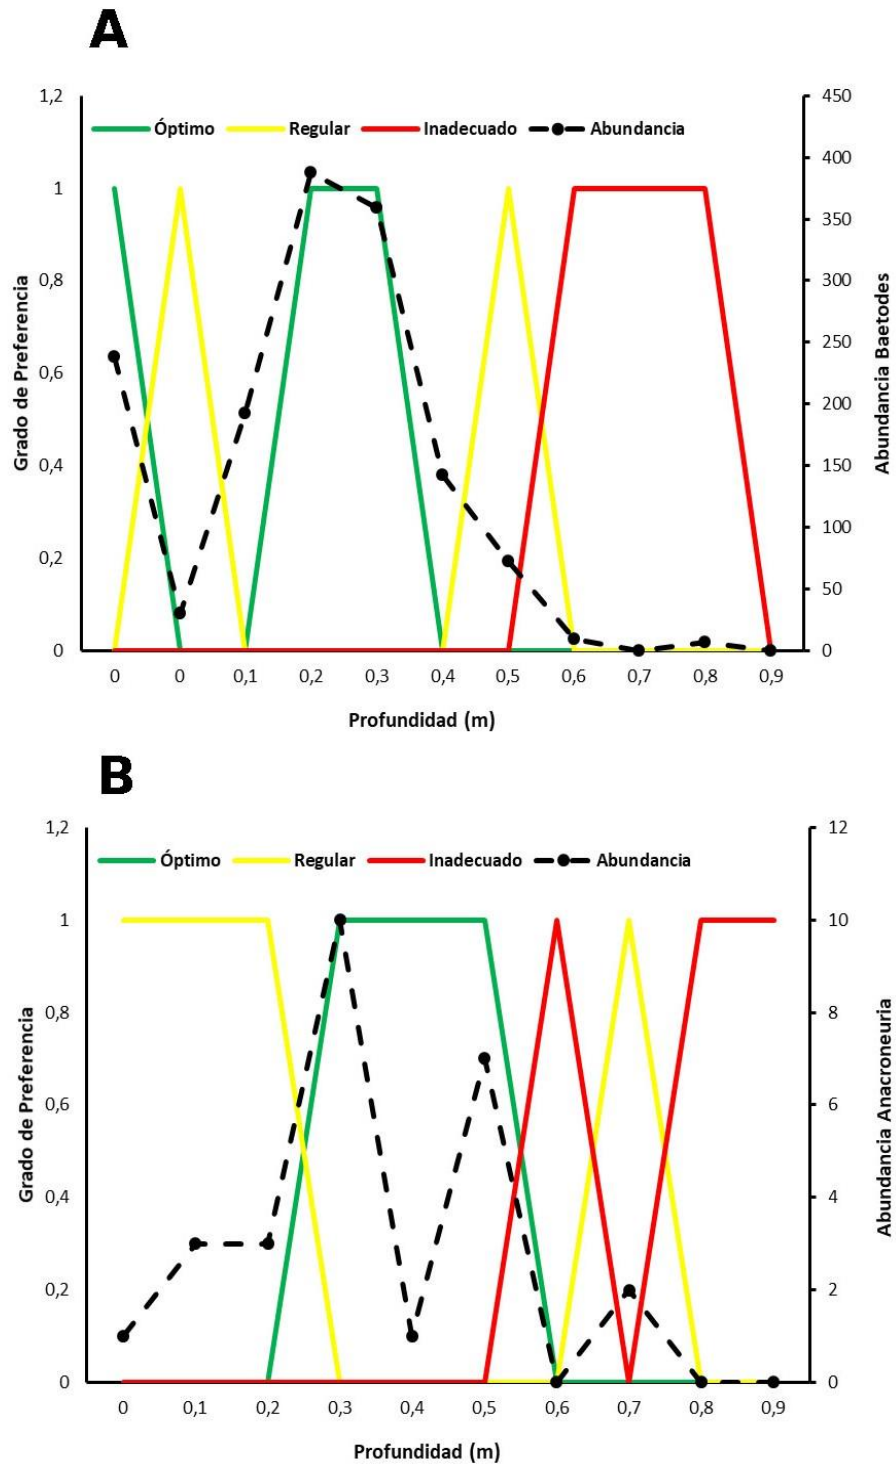 A
1,2
450
Óptimo Regular Inadecuado Abundancia
400
1
350
0,8
300
250
0,6
200
0,4
150
100
0,2
50
0
0
0 0 0,1 0,2 0,3 0,4 0,5 0,6 0,7 0,8 0,9
Grado de Preferencia
Abundancia Baetodes
Profundidad (m)
B
1,2
12
Óptimo Regular Inadecuado Abundancia
1
10
0,8
8
0,6
6
0,4
4
0,2
2
0
0
0 0,1 0,2 0,3 0,4 0,5 0,6 0,7 0,8 0,9
Grado de Preferencia
Abundancia Anacroneuria
Profundidad (m)